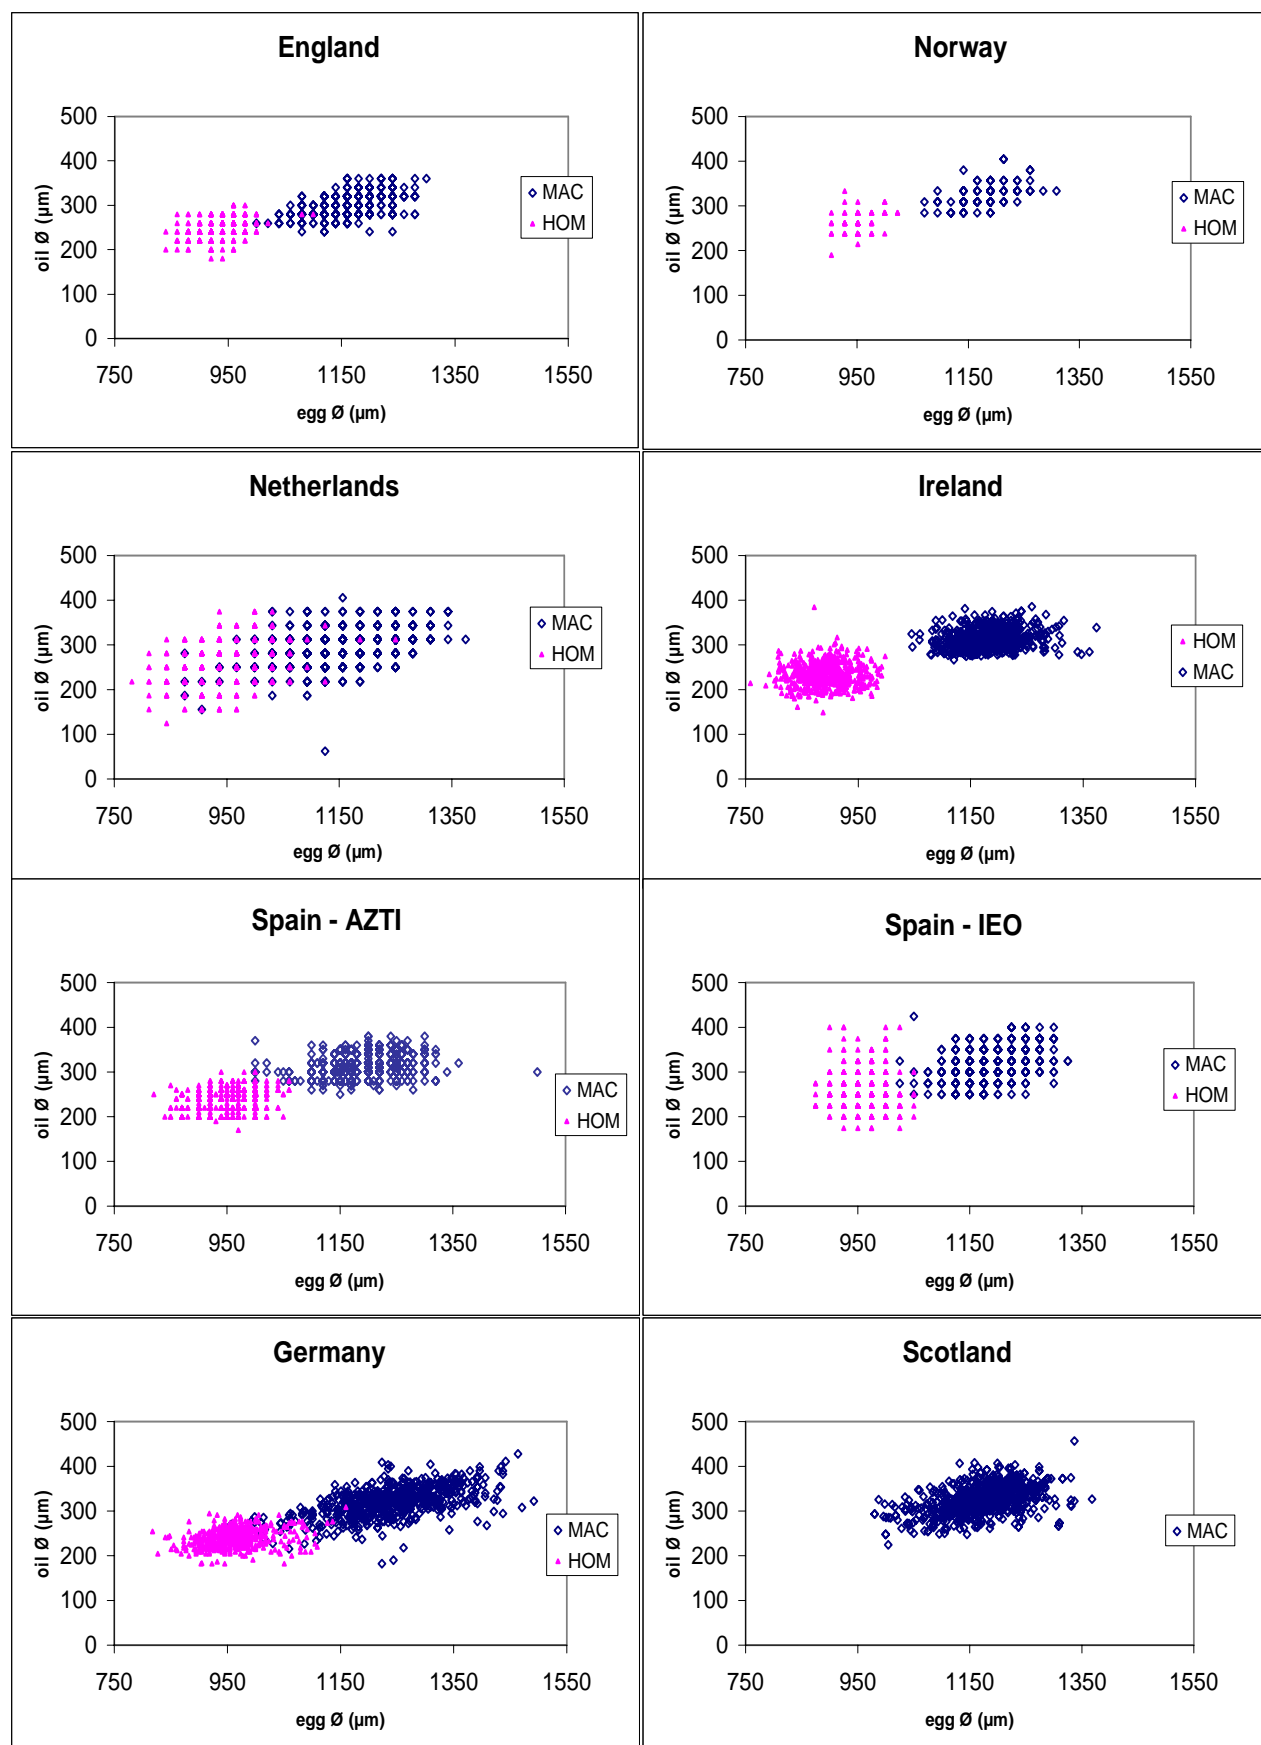 England
500
400
300
200
100
0
oil Ø (µm)
750 950 1150 1350 1550
egg Ø (µm)
MAC
HOM
Norway
500
400
300
200
100
0
oil Ø (µm)
750 950 1150 1350 1550
egg Ø (µm)
MAC
HOM
Netherlands
500
400
300
200
100
0
oil Ø (µm)
750 950 1150 1350 1550
egg Ø (µm)
MAC
HOM
Ireland
500
400
300
200
100
0
oil Ø (µm)
750 950 1150 1350 1550
egg Ø (µm)
HOM
MAC
Spain - AZTI
500
400
300
200
100
0
oil Ø (µm)
750 950 1150 1350 1550
egg Ø (µm)
MAC
HOM
Spain - IEO
500
400
300
200
100
0
oil Ø (µm)
750 950 1150 1350 1550
egg Ø (µm)
MAC
HOM
Germany
500
400
300
200
100
0
oil Ø (µm)
750 950 1150 1350 1550
egg Ø (µm)
MAC
HOM
Scotland
500
400
300
200
100
0
oil Ø (µm)
750 950 1150 1350 1550
egg Ø (µm)
MAC